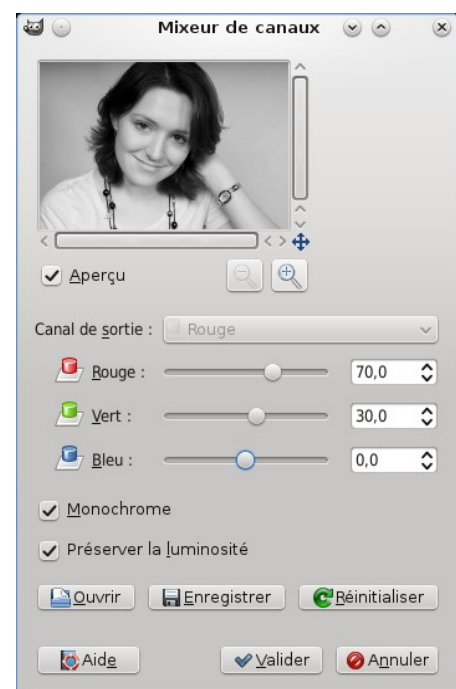 Mixeur de canaux
Aperçu
Canal de sortie : Rouge
Rouge : 70,0
Vert : 30,0
Bleu : 0,0
Monochrome
Préserver la luminosité
Ouvrir Enregistrer Réinitialiser
Aide Valider Annuler